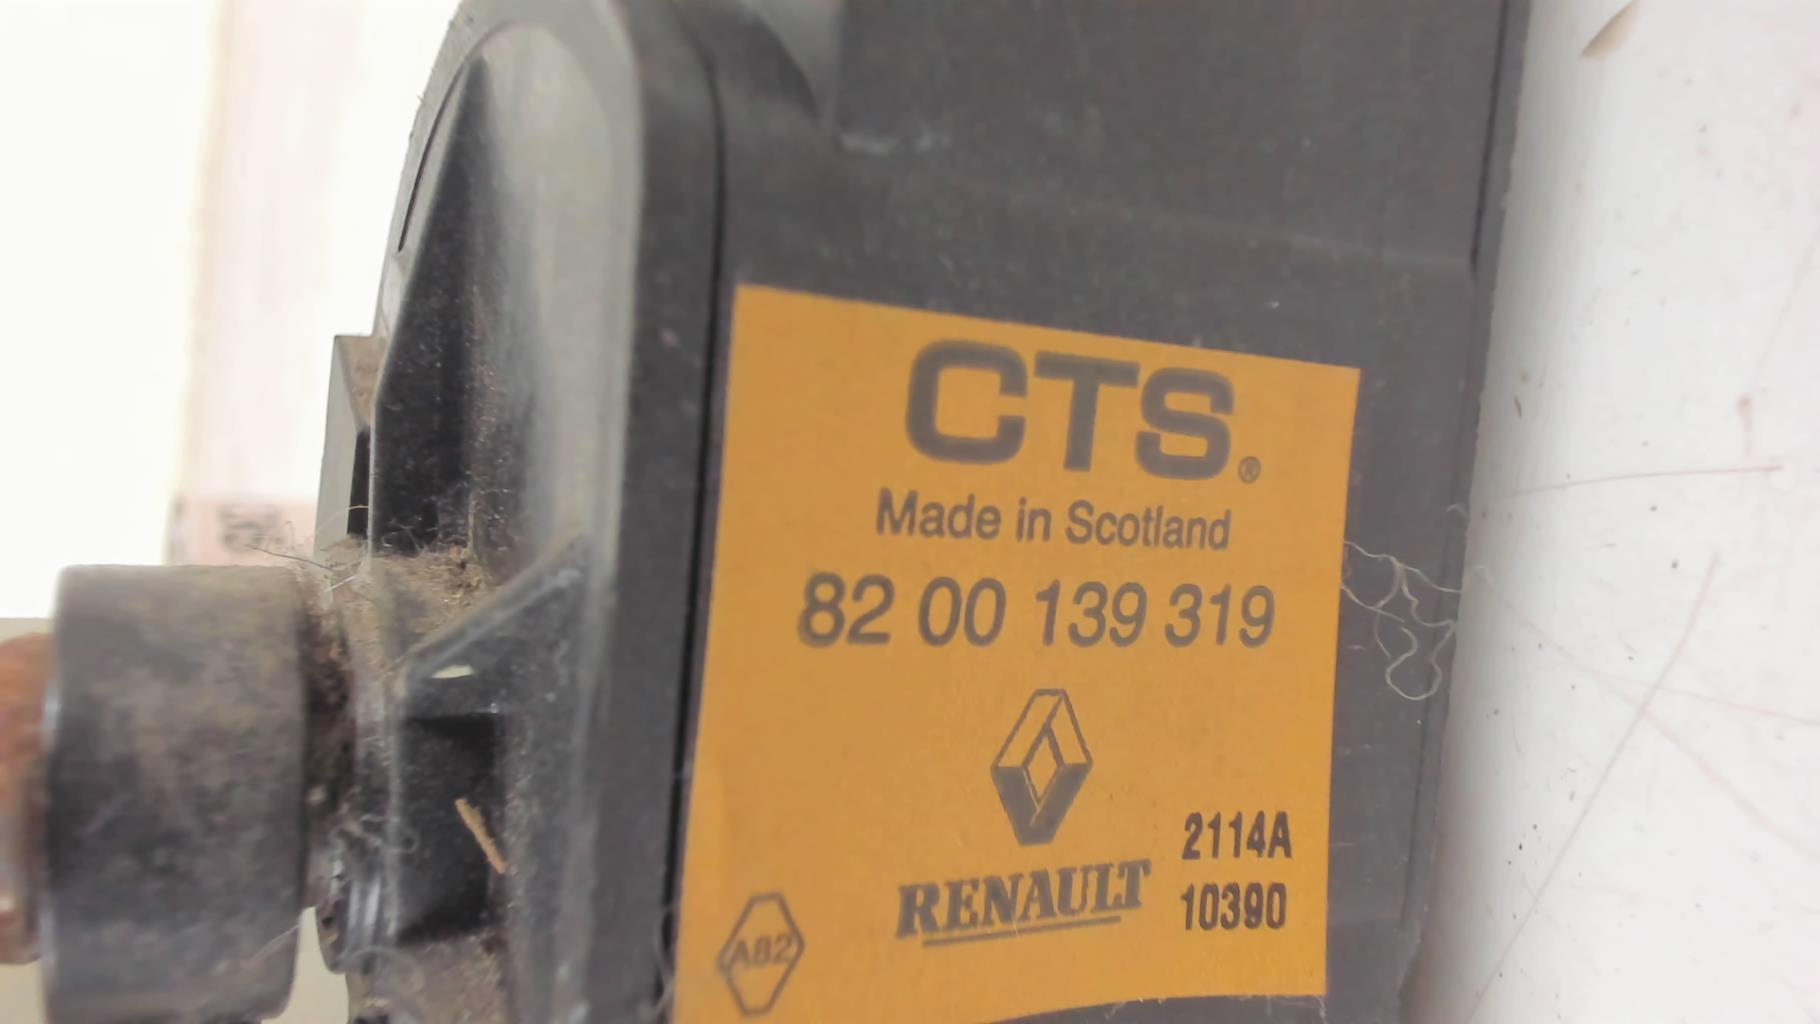 CTS.®
Made in Scotland
82 00 139 319
2114A
RENAULT
10390
A82